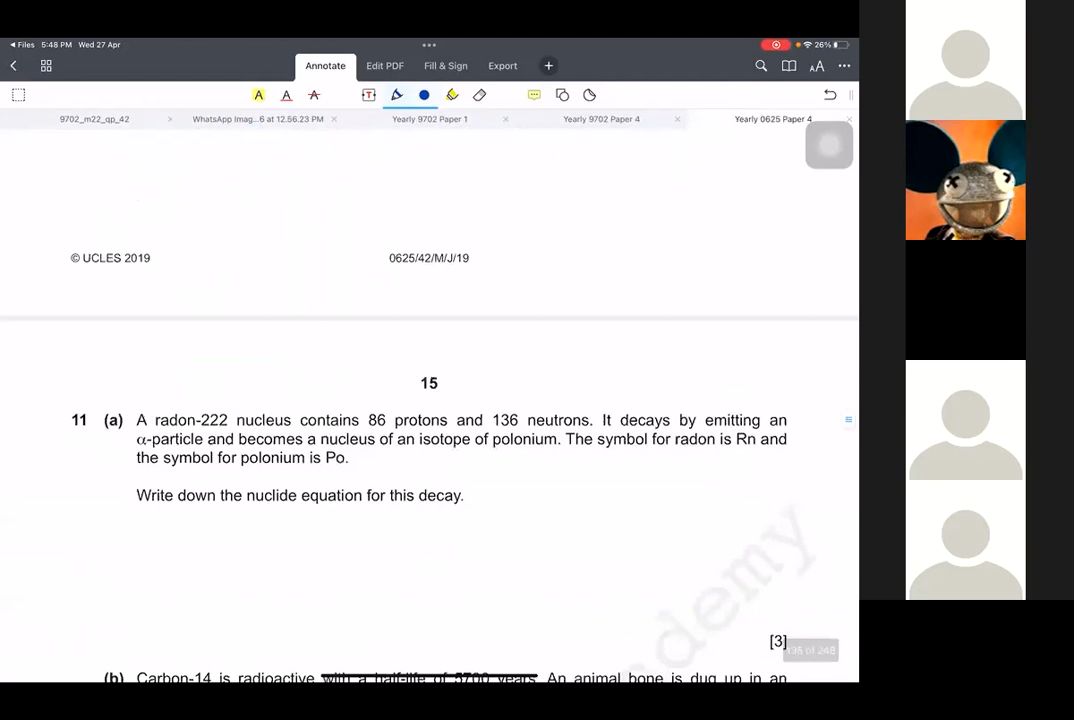 Files 5:48 PM Wed 27 Apr
26%
Annotate Edit PDF Fill & Sign Export
9702_m22_qp_42 WhatsApp Imag...6 at 12.56.23 PM Yearly 9702 Paper 1 Yearly 9702 Paper 4 Yearly 0625 Paper 4
© UCLES 2019 0625/42/M/J/19
15
11 (a) A radon-222 nucleus contains 86 protons and 136 neutrons. It decays by emitting an
α-particle and becomes a nucleus of an isotope of polonium. The symbol for radon is Rn and
the symbol for polonium is Po.
Write down the nuclide equation for this decay.
[3]
135 of 248
(b) Carbon-14 is radioactive with a half-life of 5700 years. An animal bone is dug up in an